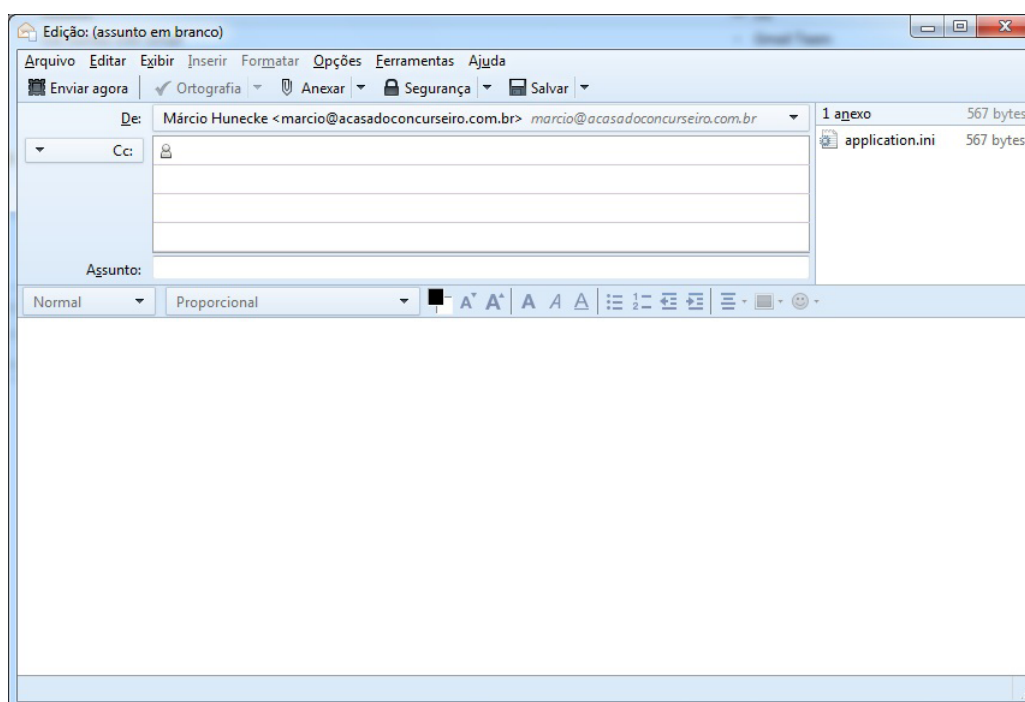 Edição: (assunto em branco)
Arquivo Editar Exibir Inserir Formatar Opções Ferramentas Ajuda
Enviar agora Ortografia Anexar Segurança Salvar
De: Márcio Hunecke <marcio@acasadoconcurseiro.com.br> marcio@acasadoconcurseiro.com.br
1 anexo 567 bytes
Cc:
application.ini 567 bytes
Assunto:
Normal Proporcional